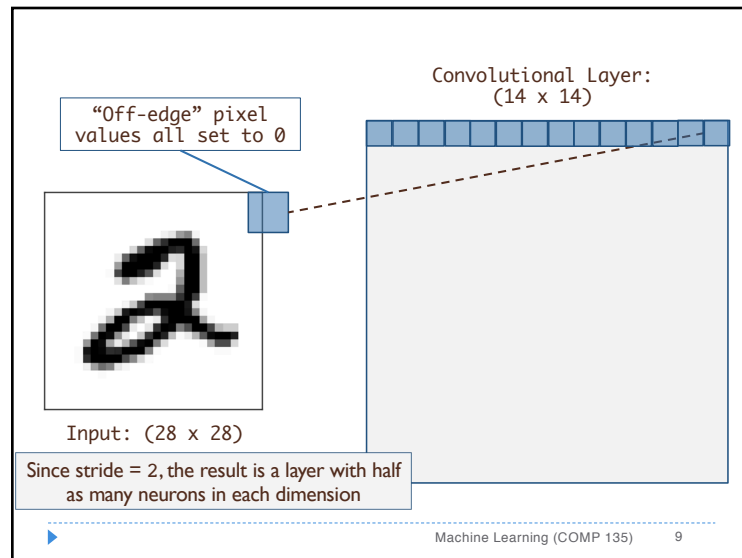 Convolutional Layer:
(14 x 14)
“Off-edge” pixel
values all set to 0
2
Input: (28 x 28)
Since stride = 2, the result is a layer with half
as many neurons in each dimension
Machine Learning (COMP 135) 9